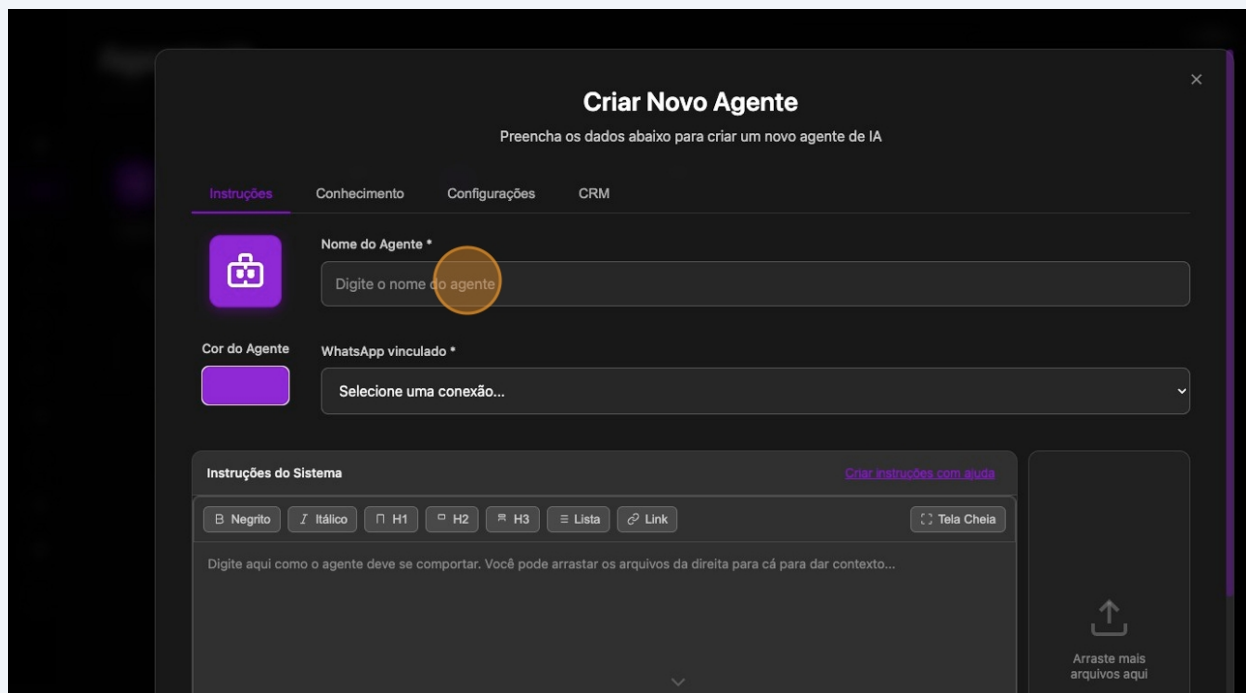 Criar Novo Agente
Preencha os dados abaixo para criar um novo agente de IA
Instruções Conhecimento Configurações CRM
Nome do Agente *
Digite o nome do agente
Cor do Agente
WhatsApp vinculado *
Selecione uma conexão...
Instruções do Sistema
Criar instruções com ajuda
B Negrito I Itálico H1 H2 H3 Lista Link Tela Cheia
Digite aqui como o agente deve se comportar. Você pode arrastar os arquivos da direita para cá para dar contexto...
Arraste mais
arquivos aqui